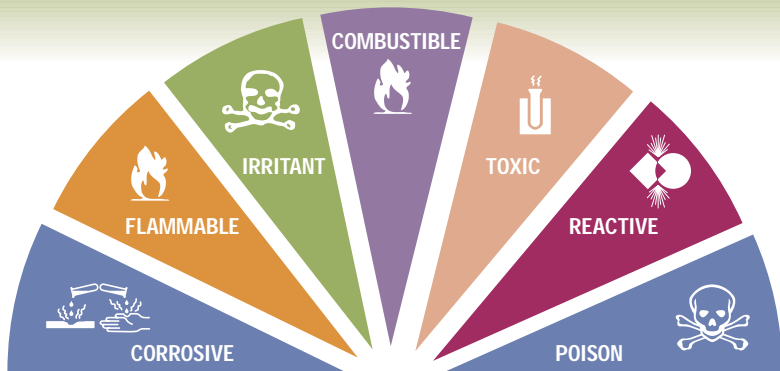 CORROSIVE
FLAMMABLE
IRRITANT
COMBUSTIBLE
TOXIC
REACTIVE
POISON